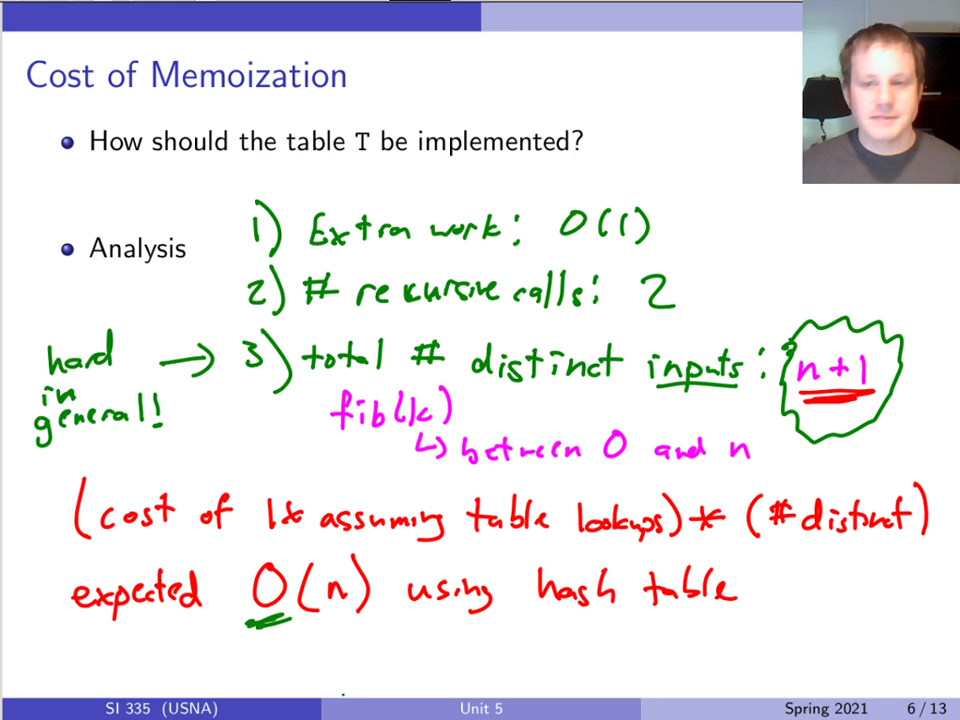 Cost of Memoization
How should the table T be implemented?
Analysis
1) Extra work: O(1)
2) # recursive calls: 2
hard in general! → 3) total # distinct inputs: n+1
fib(k)
↳ between 0 and n
(cost of 1x assuming table lookups) * (# distinct)
expected O(n) using hash table
SI 335 (USNA) Unit 5 Spring 2021 6 / 13